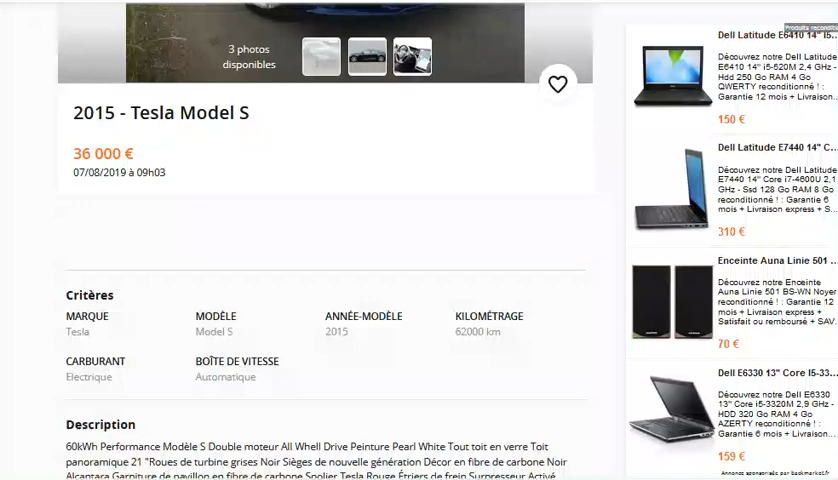 3 photos
disponibles
2015 - Tesla Model S
36 000 €
07/08/2019 à 09h03
Critères
MARQUE
Tesla
MODÈLE
Model S
ANNÉE-MODÈLE
2015
KILOMÉTRAGE
62000 km
CARBURANT
Electrique
BOÎTE DE VITESSE
Automatique
Description
60kWh Performance Modèle S Double moteur All Whell Drive Peinture Pearl White Tout toit en verre Toit
panoramique 21 "Roues de turbine grises Noir Sièges de nouvelle génération Décor en fibre de carbone Noir
Alcantara Garniture de pavillon en fibre de carbone Spolier Tesla Rouge Étriers de frein Surpresseur Activé
Produits recondit
Dell Latitude E6410 14" i5...
Découvrez notre Dell Latitude
E6410 14" i5-520M 2,4 GHz -
Hdd 250 Go RAM 4 Go
QWERTY reconditionné ! :
Garantie 12 mois + Livraison...
150 €
Dell Latitude E7440 14" C...
Découvrez notre Dell Latitude
E7440 14" Core i7-4600U 2,1
GHz - Ssd 128 Go RAM 8 Go
reconditionné ! : Garantie 6
mois + Livraison express + S...
310 €
Enceinte Auna Linie 501 ...
Découvrez notre Enceinte
Auna Linie 501 BS-WN Noyer
reconditionné ! : Garantie 12
mois + Livraison express +
Satisfait ou remboursé + SAV...
70 €
Dell E6330 13" Core I5-33...
Découvrez notre Dell E6330
13" Core i5-3320M 2,9 GHz -
HDD 320 Go RAM 4 Go
AZERTY reconditionné ! :
Garantie 6 mois + Livraison...
159 €
Annonces sponsorisées par backmarket.fr